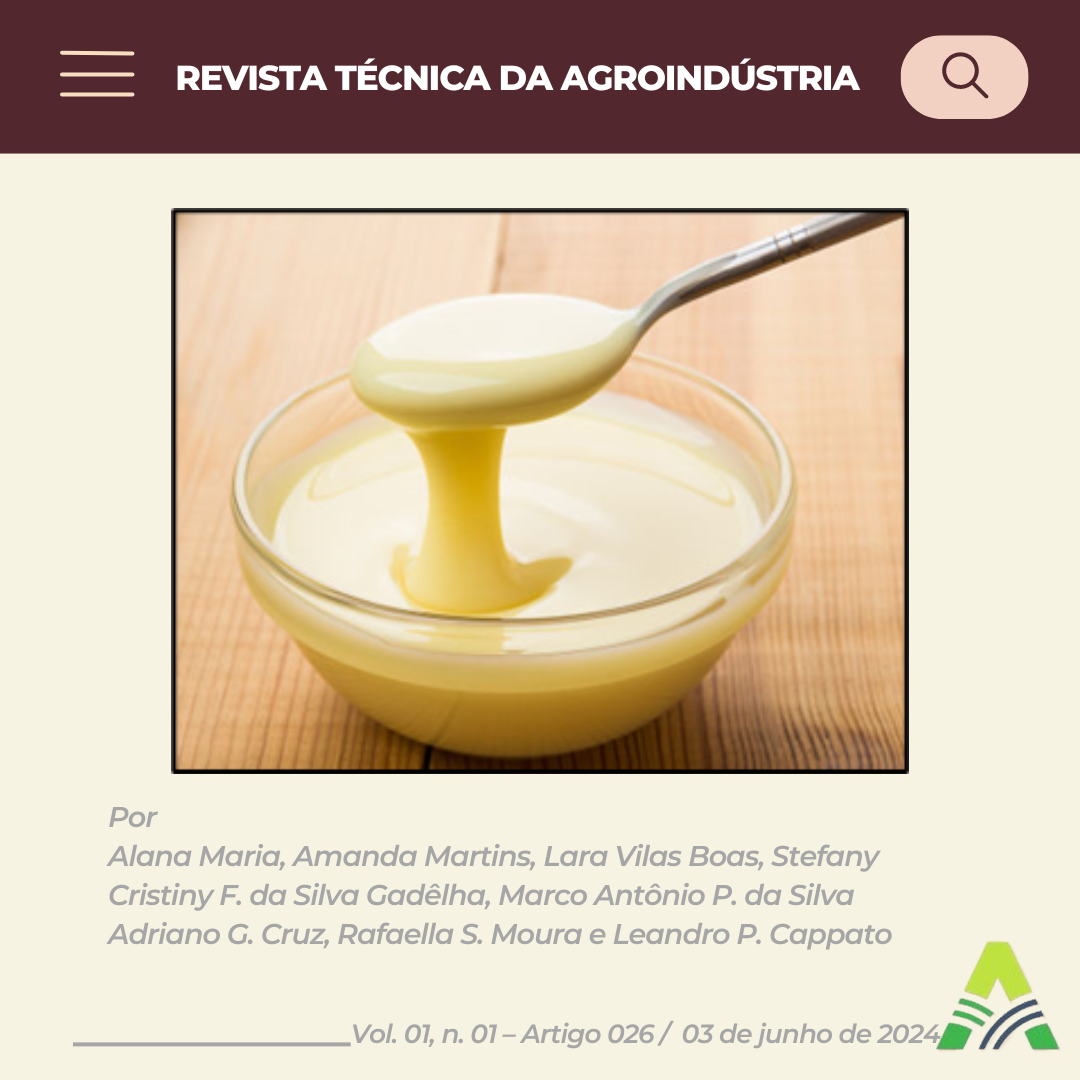 REVISTA TÉCNICA DA AGROINDÚSTRIA
Por
Alana Maria, Amanda Martins, Lara Vilas Boas, Stefany
Cristiny F. da Silva Gadêlha, Marco Antônio P. da Silva
Adriano G. Cruz, Rafaella S. Moura e Leandro P. Cappato
Vol. 01, n. 01 – Artigo 026 / 03 de junho de 2024